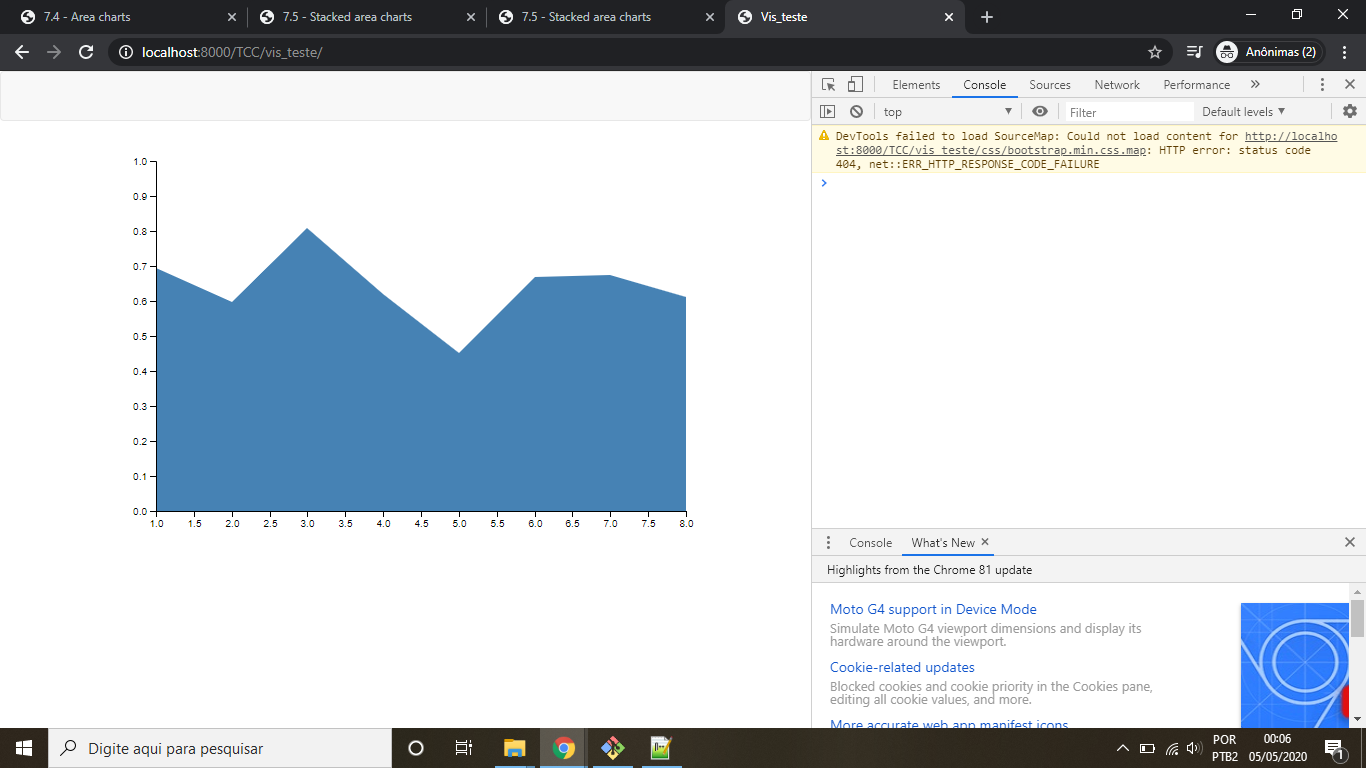 7.4 - Area charts
7.5 - Stacked area charts
7.5 - Stacked area charts
Vis_teste
localhost:8000/TCC/vis_teste/
Anônimas (2)
Elements
Console
Sources
Network
Performance
top
Filter
Default levels
DevTools failed to load SourceMap: Could not load content for http://localho
st:8000/TCC/vis_teste/css/bootstrap.min.css.map: HTTP error: status code
404, net::ERR_HTTP_RESPONSE_CODE_FAILURE
1.0
0.9
0.8
0.7
0.6
0.5
0.4
0.3
0.2
0.1
0.0
1.0 1.5 2.0 2.5 3.0 3.5 4.0 4.5 5.0 5.5 6.0 6.5 7.0 7.5 8.0
Console
What's New
Highlights from the Chrome 81 update
Moto G4 support in Device Mode
Simulate Moto G4 viewport dimensions and display its
hardware around the viewport.
Cookie-related updates
Blocked cookies and cookie priority in the Cookies pane,
editing all cookie values, and more.
More accurate web app manifest icons
Digite aqui para pesquisar
POR
PTB2
00:06
05/05/2020
1